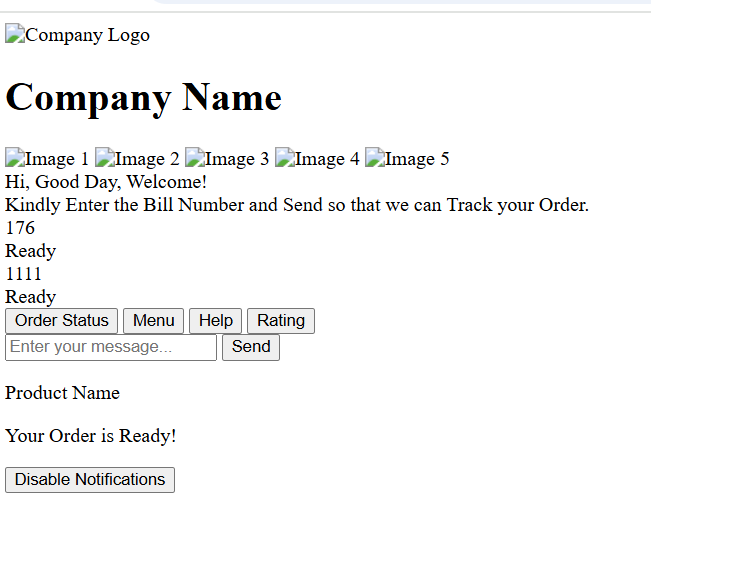 Company Logo
Company Name
Image 1 Image 2 Image 3 Image 4 Image 5
Hi, Good Day, Welcome!
Kindly Enter the Bill Number and Send so that we can Track your Order.
176
Ready
1111
Ready
Order Status Menu Help Rating
Enter your message... Send
Product Name
Your Order is Ready!
Disable Notifications